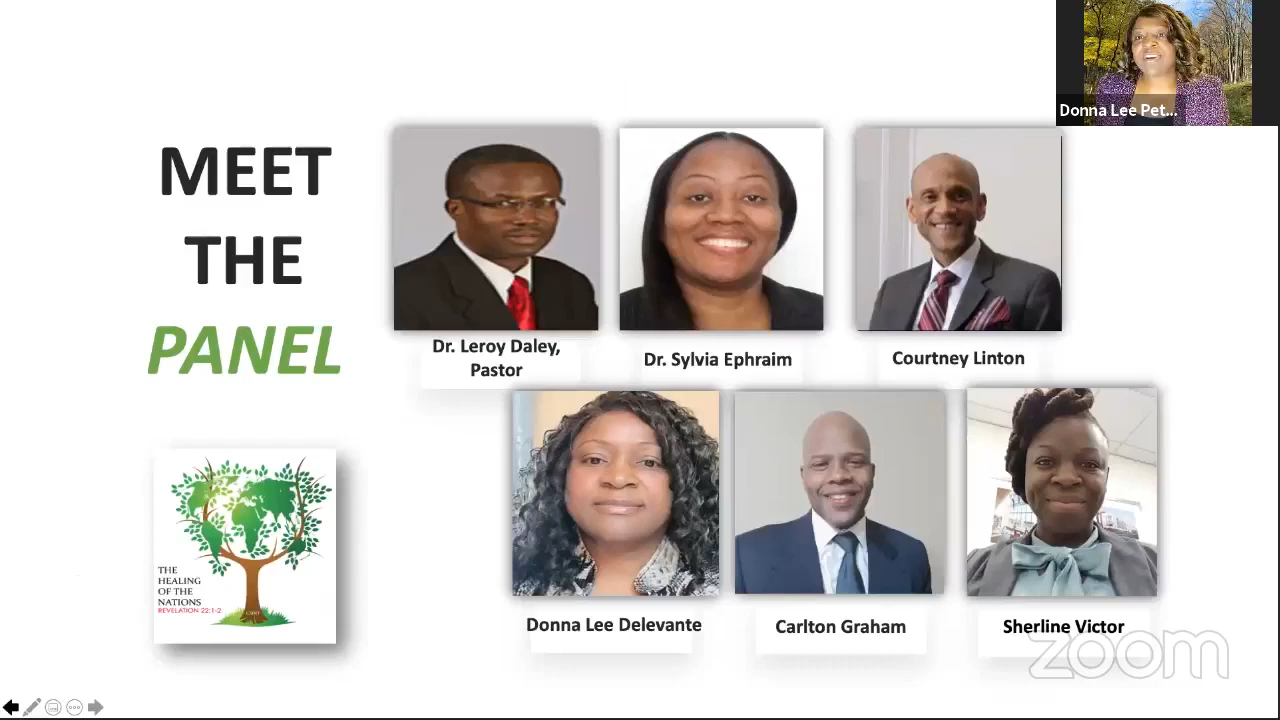 Donna Lee Pet...
MEET
THE
PANEL
Dr. Leroy Daley,
Pastor
Dr. Sylvia Ephraim
Courtney Linton
Donna Lee Delevante
Carlton Graham
Sherline Victor
THE
HEALING
OF THE
NATIONS
REVELATION 22:1-2
zoom